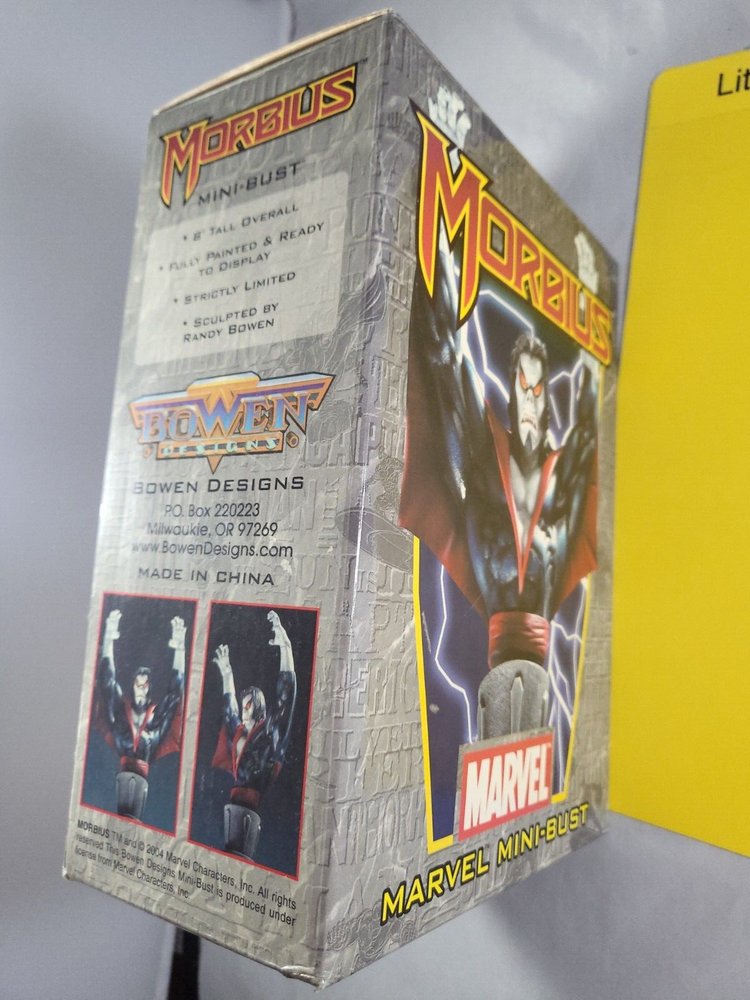 MORBIUS™
MINI-BUST
• 8" TALL OVERALL
• FULLY PAINTED & READY
TO DISPLAY
• STRICTLY LIMITED
• SCULPTED BY
RANDY BOWEN
BOWEN
DESIGNS
BOWEN DESIGNS
P.O. Box 220223
Milwaukie, OR 97269
www.BowenDesigns.com
MADE IN CHINA
MORBIUS TM and © 2004 Marvel Characters, Inc. All rights
reserved This Bowen Designs Mini-Bust is produced under
license from Marvel Characters, Inc.
MORBIUS
MARVEL
MARVEL MINI-BUST
Lit